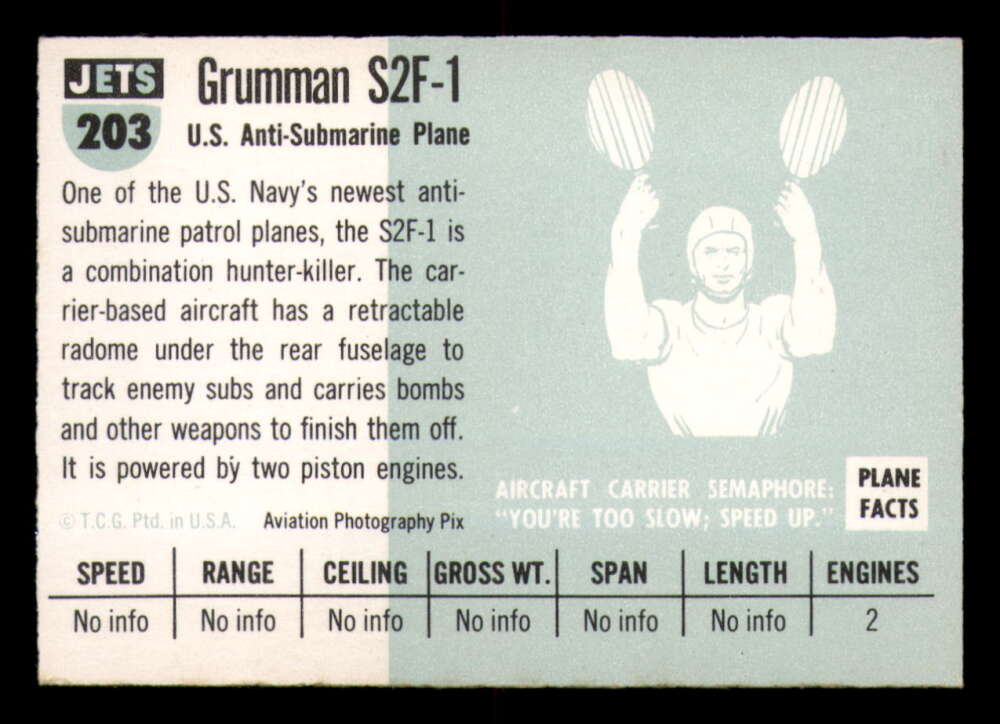 JETS
203
Grumman S2F-1
U.S. Anti-Submarine Plane
One of the U.S. Navy's newest anti-
submarine patrol planes, the S2F-1 is
a combination hunter-killer. The car-
rier-based aircraft has a retractable
radome under the rear fuselage to
track enemy subs and carries bombs
and other weapons to finish them off.
It is powered by two piston engines.
© T.C.G. Ptd. in U.S.A. Aviation Photography Pix
AIRCRAFT CARRIER SEMAPHORE:
"YOU'RE TOO SLOW; SPEED UP."
PLANE
FACTS
SPEED RANGE CEILING GROSS WT. SPAN LENGTH ENGINES
No info No info No info No info No info No info 2